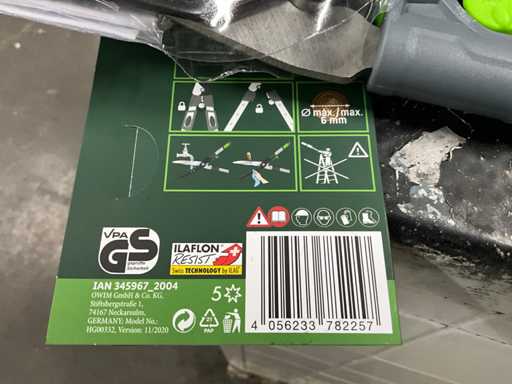 Ø max./max.
6 mm
VPA
GS
geprüfte
Sicherheit
ILAFLON
RESIST
Swiss TECHNOLOGY by ILAG
IAN 345967_2004
OWIM GmbH & Co. KG
Stiftsbergstraße 1,
74167 Neckarsulm,
GERMANY; Model No.:
HG00332, Version: 11/2020
5
21
PAP
4 056233 782257